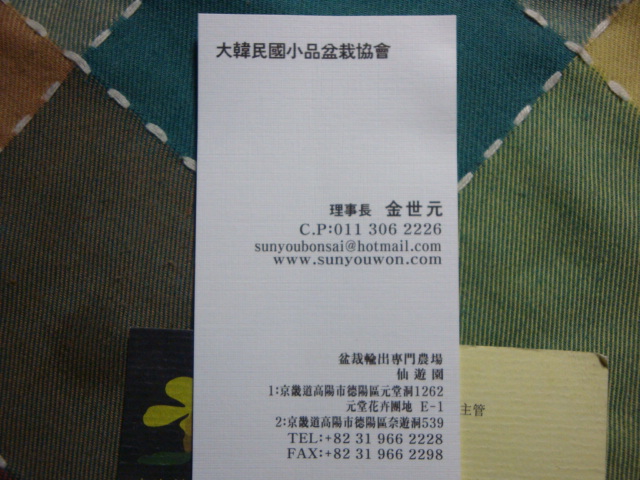 大韓民國小品盆栽協會
理事長 金世元
C.P:011 306 2226
sunyoubonsai@hotmail.com
www.sunyouwon.com
盆栽輸出專門農場
仙遊園
1:京畿道高陽市德陽區元堂洞1262
元堂花卉團地 E-1
2:京畿道高陽市德陽區奈遊洞539
TEL:+82 31 966 2228
FAX:+82 31 966 2298
主管